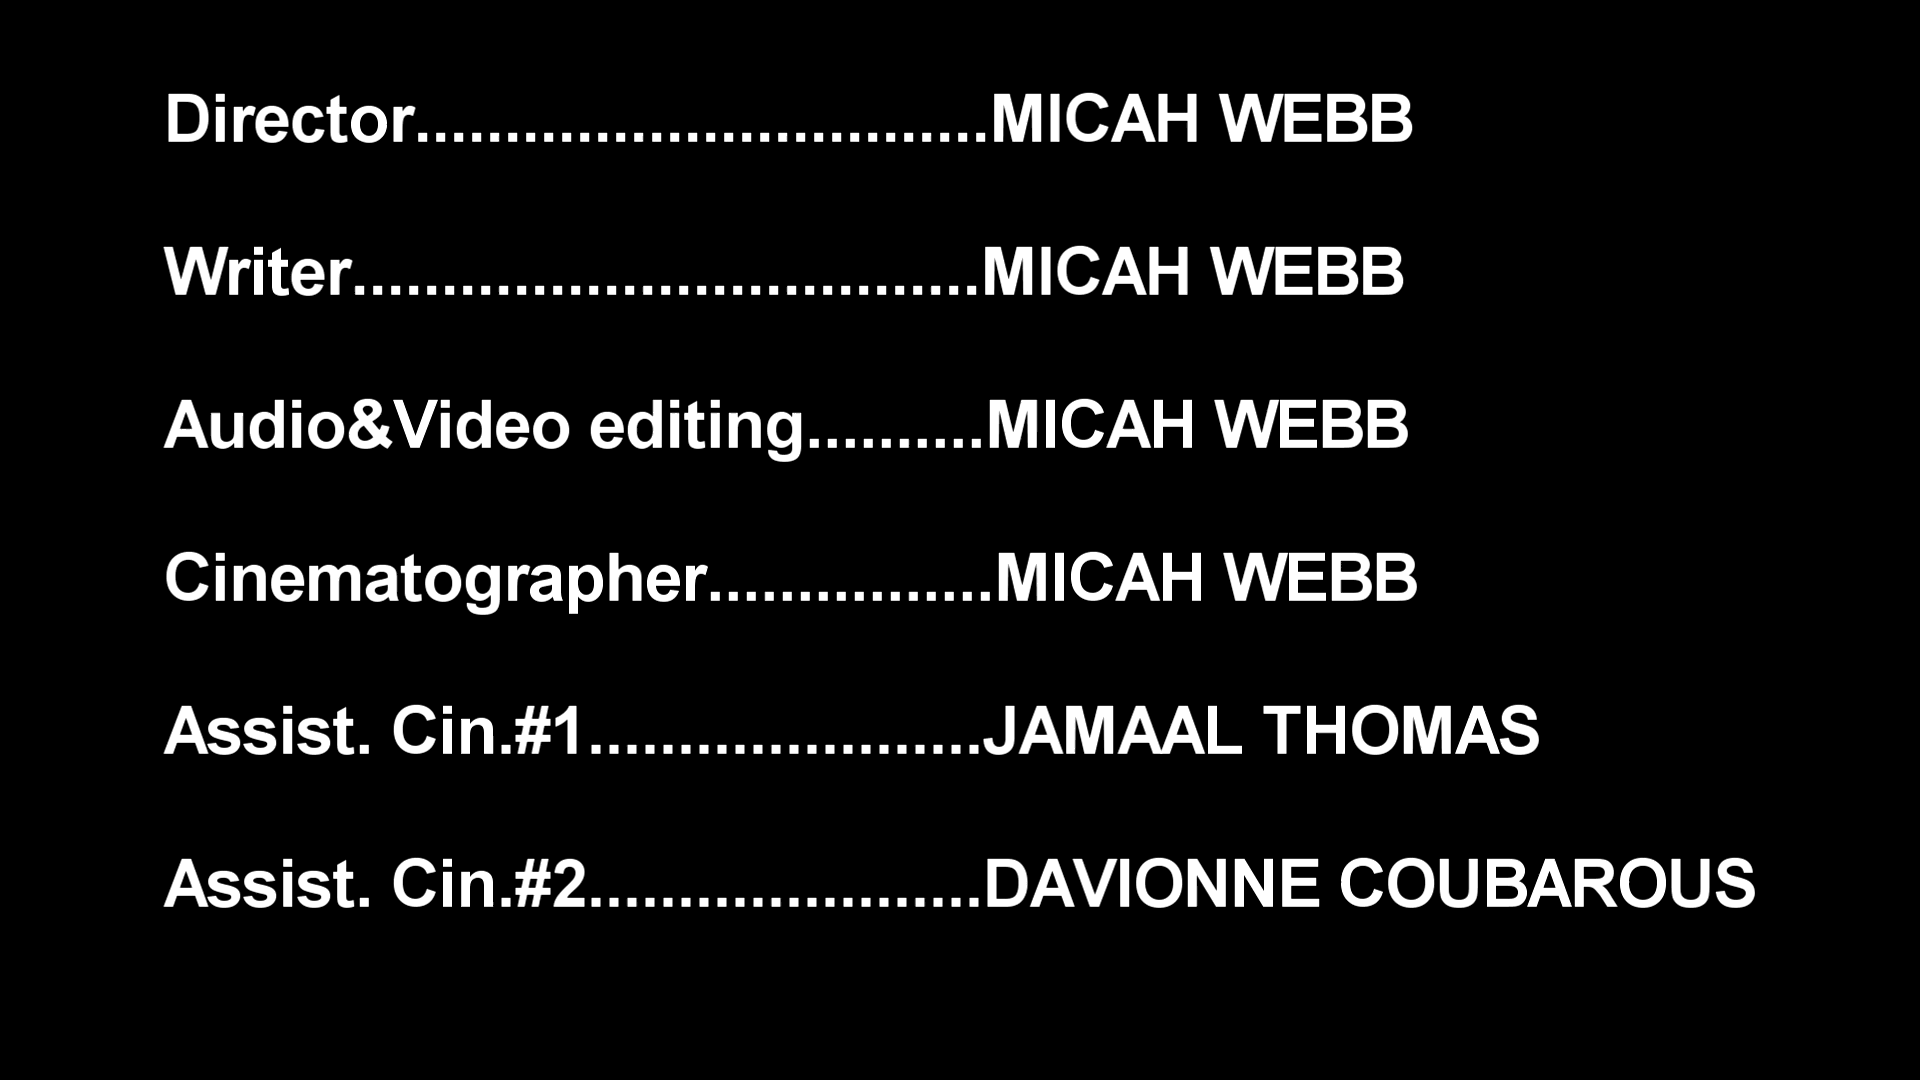 Director................................MICAH WEBB
Writer...................................MICAH WEBB
Audio&Video editing..........MICAH WEBB
Cinematographer................MICAH WEBB
Assist. Cin.#1......................JAMAAL THOMAS
Assist. Cin.#2......................DAVIONNE COUBAROUS